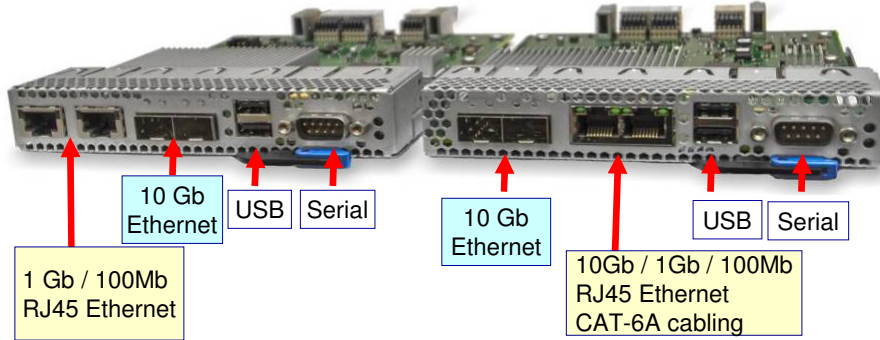 10 Gb
Ethernet
USB
Serial
1 Gb / 100Mb
RJ45 Ethernet
10 Gb
Ethernet
USB
Serial
10Gb / 1Gb / 100Mb
RJ45 Ethernet
CAT-6A cabling